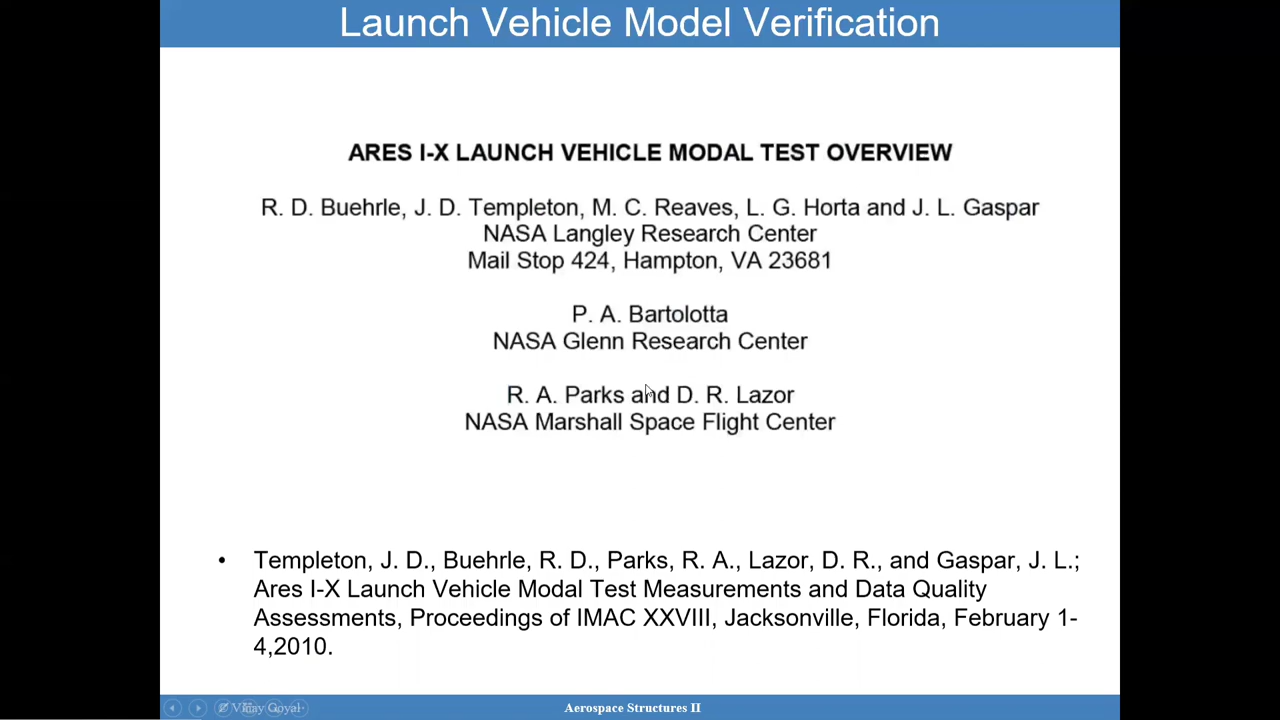 Launch Vehicle Model Verification
ARES I-X LAUNCH VEHICLE MODAL TEST OVERVIEW
R. D. Buehrle, J. D. Templeton, M. C. Reaves, L. G. Horta and J. L. Gaspar
NASA Langley Research Center
Mail Stop 424, Hampton, VA 23681
P. A. Bartolotta
NASA Glenn Research Center
R. A. Parks and D. R. Lazor
NASA Marshall Space Flight Center
• Templeton, J. D., Buehrle, R. D., Parks, R. A., Lazor, D. R., and Gaspar, J. L.;
Ares I-X Launch Vehicle Modal Test Measurements and Data Quality
Assessments, Proceedings of IMAC XXVIII, Jacksonville, Florida, February 1-
4,2010.
Goyal
Aerospace Structures II